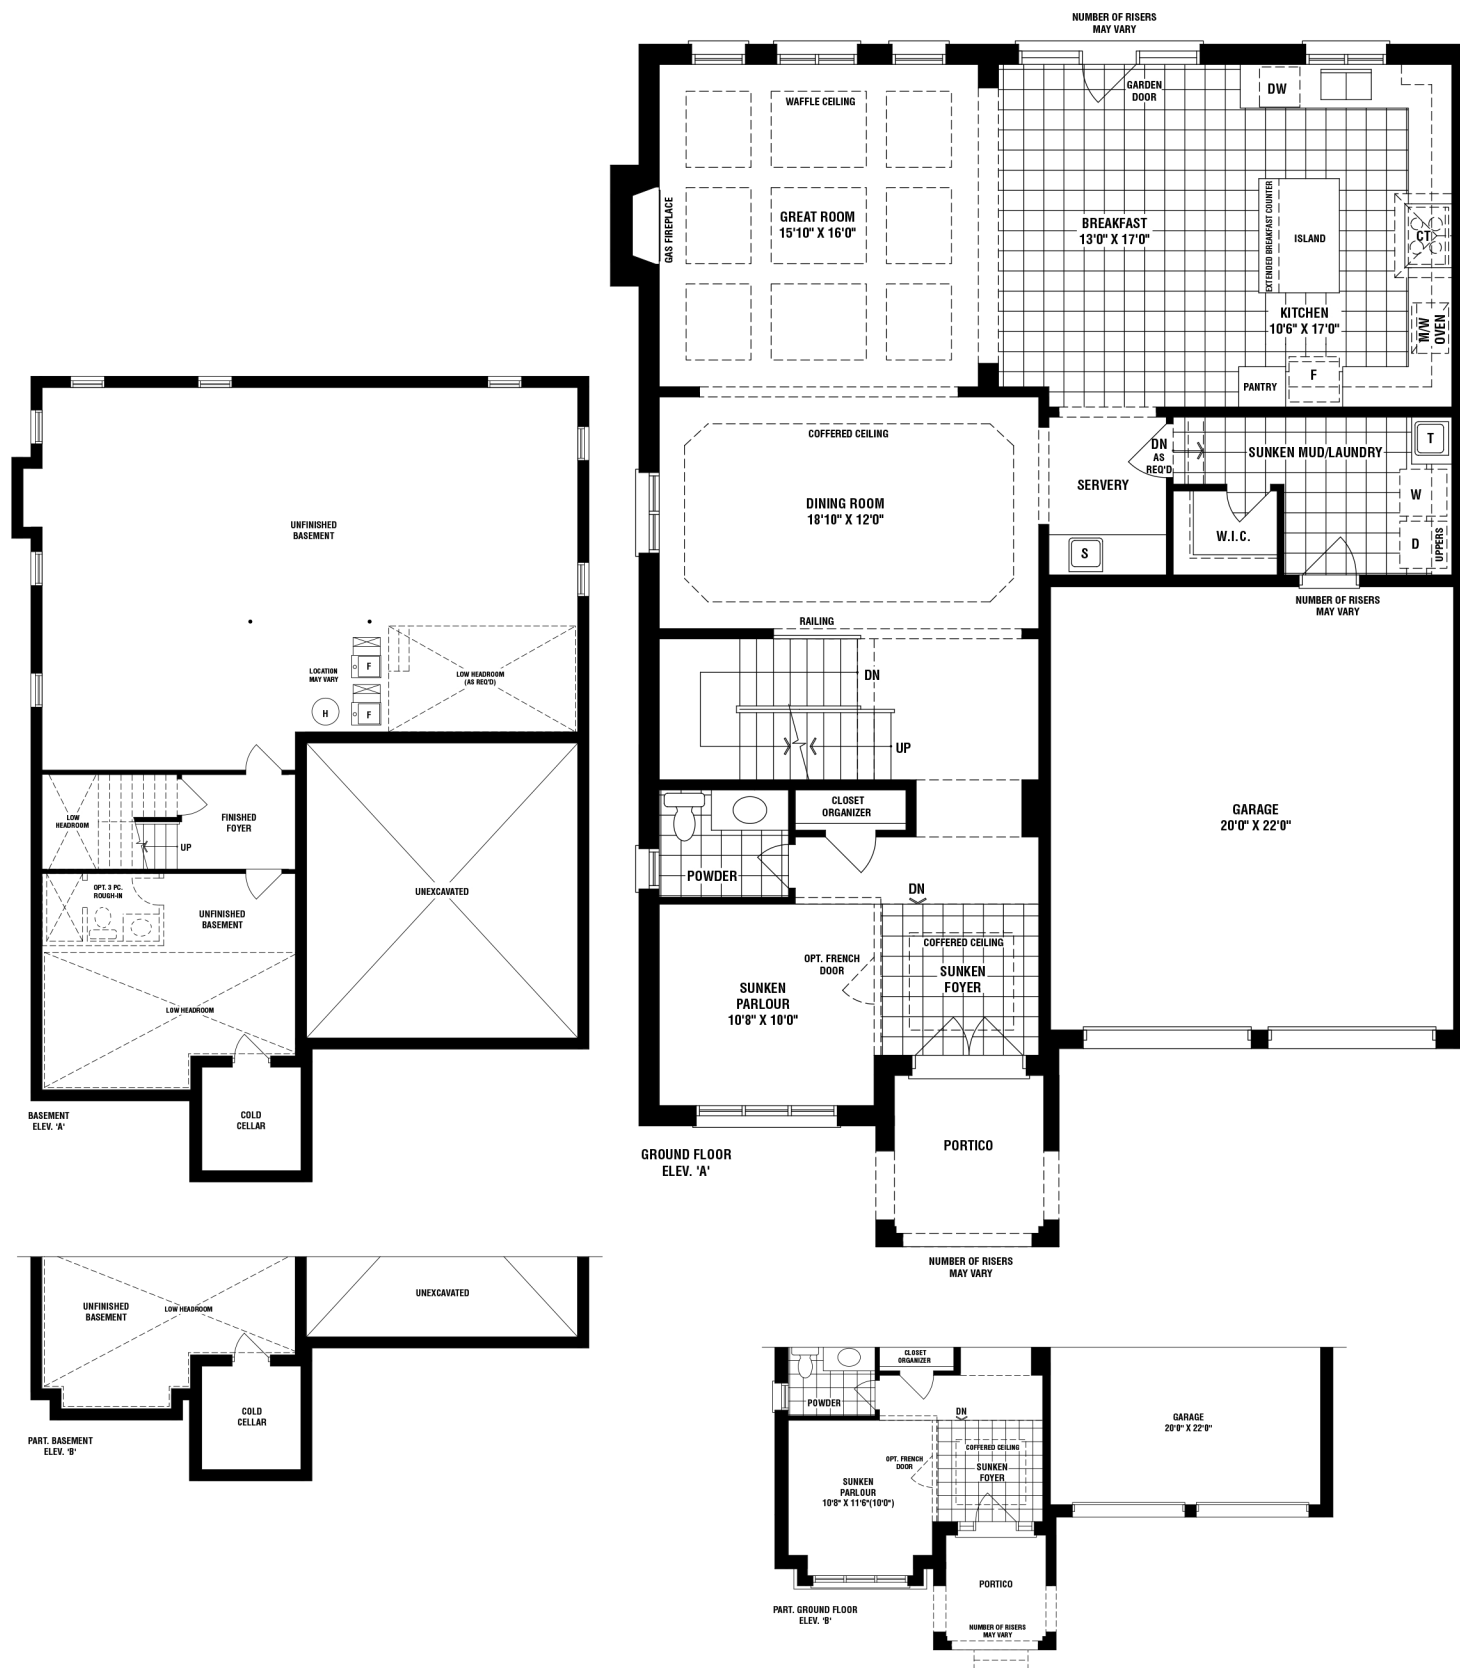 NUMBER OF RISERS
MAY VARY
GARDEN
DOOR
DW
WAFFLE CEILING
GAS FIREPLACE
GREAT ROOM
15'10" X 16'0"
BREAKFAST
13'0" X 17'0"
EXTENDED BREAKFAST COUNTER
ISLAND
CT
KITCHEN
10'6" X 17'0"
M/W
OVEN
PANTRY
F
COFFERED CEILING
DINING ROOM
18'10" X 12'0"
SERVERY
S
DN
AS
REQ'D
SUNKEN MUD/LAUNDRY
T
W
D
UPPERS
W.I.C.
NUMBER OF RISERS
MAY VARY
RAILING
DN
UP
CLOSET
ORGANIZER
POWDER
DN
GARAGE
20'0" X 22'0"
COFFERED CEILING
SUNKEN
FOYER
OPT. FRENCH
DOOR
SUNKEN
PARLOUR
10'8" X 10'0"
PORTICO
GROUND FLOOR
ELEV. 'A'
NUMBER OF RISERS
MAY VARY
UNFINISHED
BASEMENT
LOCATION
MAY VARY
H
F
F
LOW HEADROOM
(AS REQ'D)
LOW
HEADROOM
FINISHED
FOYER
UP
OPT. 3 PC.
ROUGH-IN
UNFINISHED
BASEMENT
UNEXCAVATED
LOW HEADROOM
COLD
CELLAR
BASEMENT
ELEV. 'A'
UNFINISHED
BASEMENT
LOW HEADROOM
UNEXCAVATED
COLD
CELLAR
PART. BASEMENT
ELEV. 'B'
CLOSET
ORGANIZER
POWDER
DN
GARAGE
20'0" X 22'0"
COFFERED CEILING
SUNKEN
FOYER
OPT. FRENCH
DOOR
SUNKEN
PARLOUR
10'8" X 11'6"(10'0")
PORTICO
NUMBER OF RISERS
MAY VARY
PART. GROUND FLOOR
ELEV. 'B'